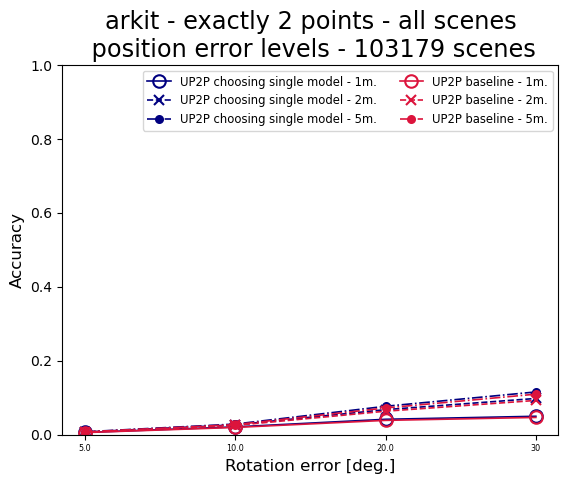 arkit - exactly 2 points - all scenes
position error levels - 103179 scenes
UP2P choosing single model - 1m.
UP2P choosing single model - 2m.
UP2P choosing single model - 5m.
UP2P baseline - 1m.
UP2P baseline - 2m.
UP2P baseline - 5m.
Accuracy
1.0
0.8
0.6
0.4
0.2
0.0
5.0 10.0 20.0 30
Rotation error [deg.]